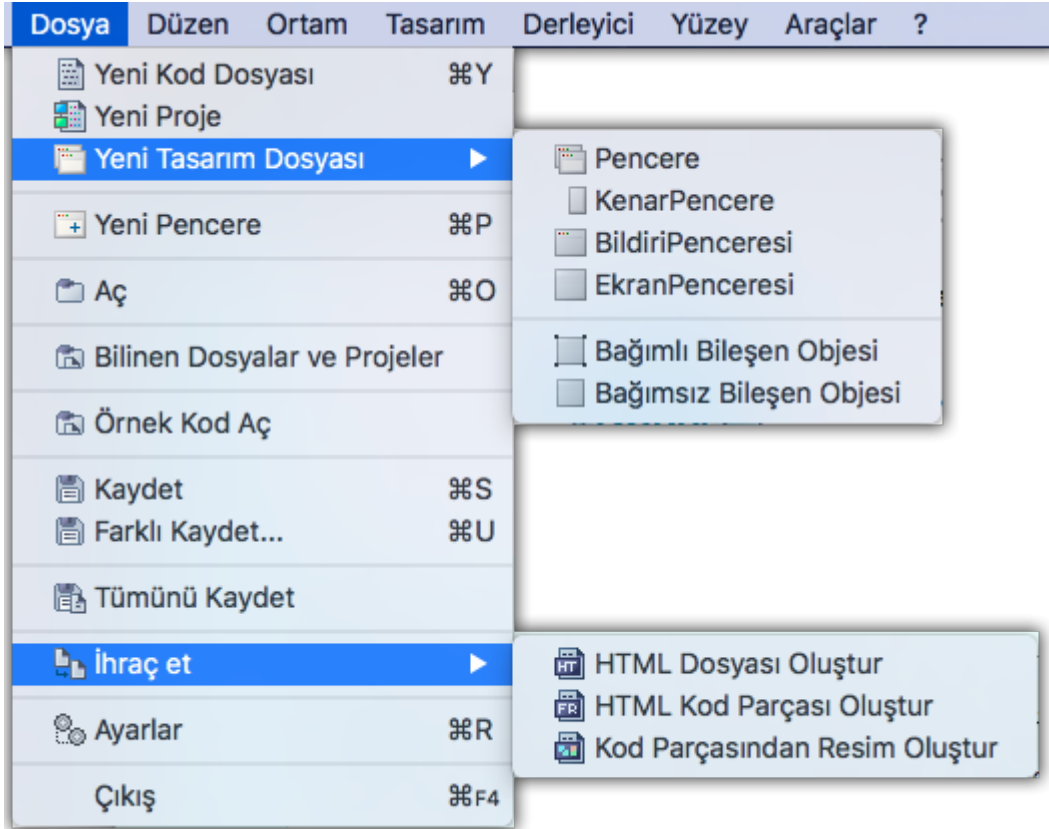 Dosya Düzen Ortam Tasarım Derleyici Yüzey Araçlar ?
Yeni Kod Dosyası ⌘Y
Yeni Proje
Yeni Tasarım Dosyası ▶
Pencere
KenarPencere
BildiriPenceresi
EkranPenceresi
Bağımlı Bileşen Objesi
Bağımsız Bileşen Objesi
Yeni Pencere ⌘P
Aç ⌘O
Bilinen Dosyalar ve Projeler
Örnek Kod Aç
Kaydet ⌘S
Farklı Kaydet... ⌘U
Tümünü Kaydet
İhraç et ▶
HT HTML Dosyası Oluştur
FR HTML Kod Parçası Oluştur
Kod Parçasından Resim Oluştur
Ayarlar ⌘R
Çıkış ⌘F4